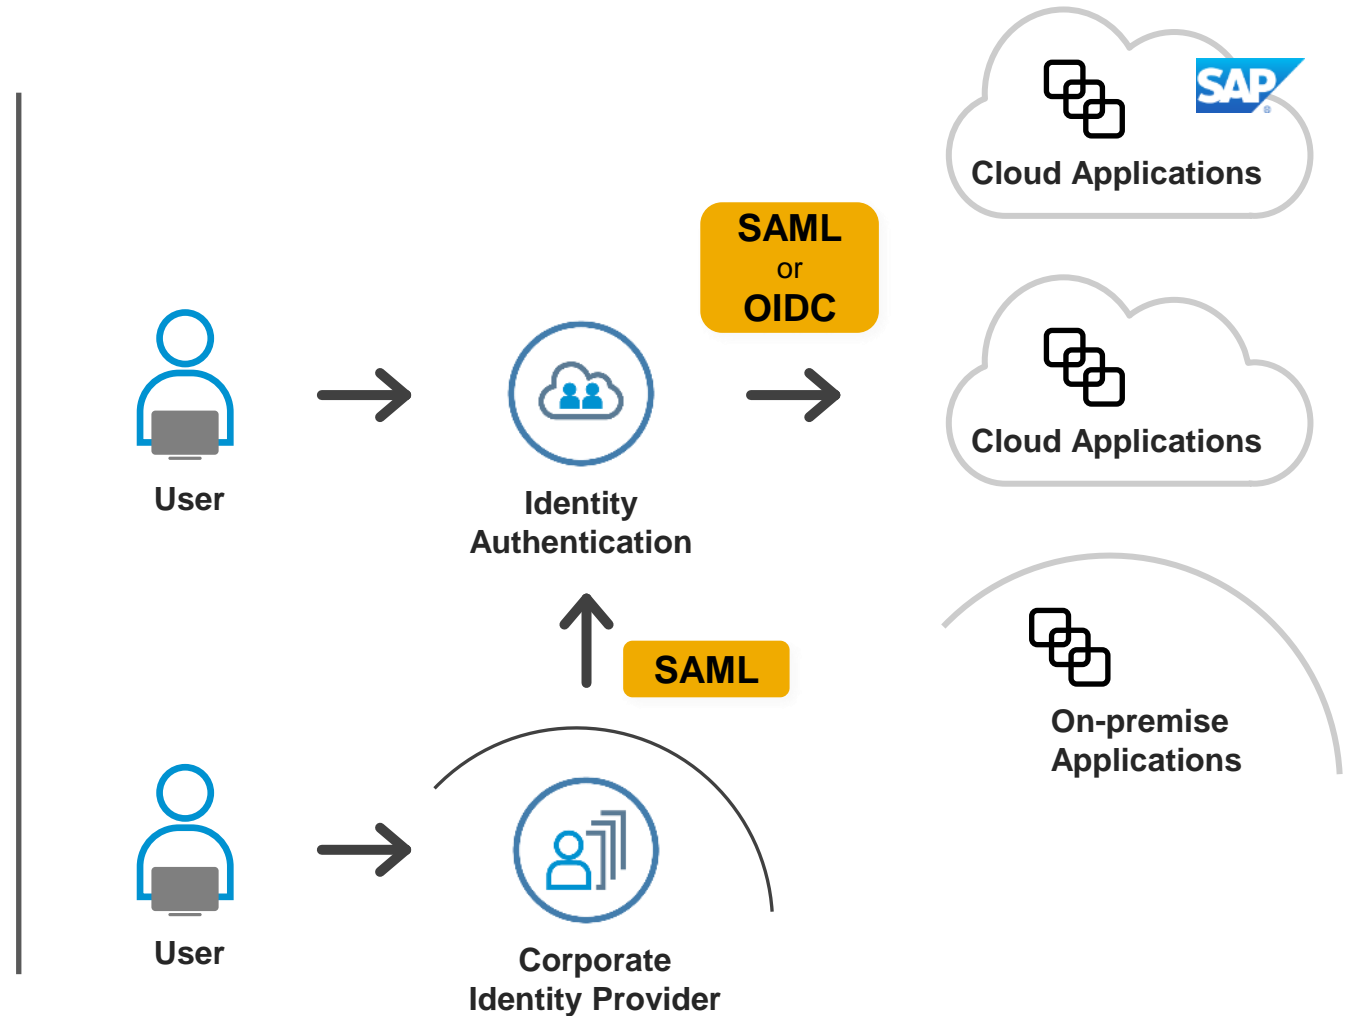 SAP
Cloud Applications
SAML
or
OIDC
Cloud Applications
User
Identity
Authentication
SAML
On-premise
Applications
User
Corporate
Identity Provider